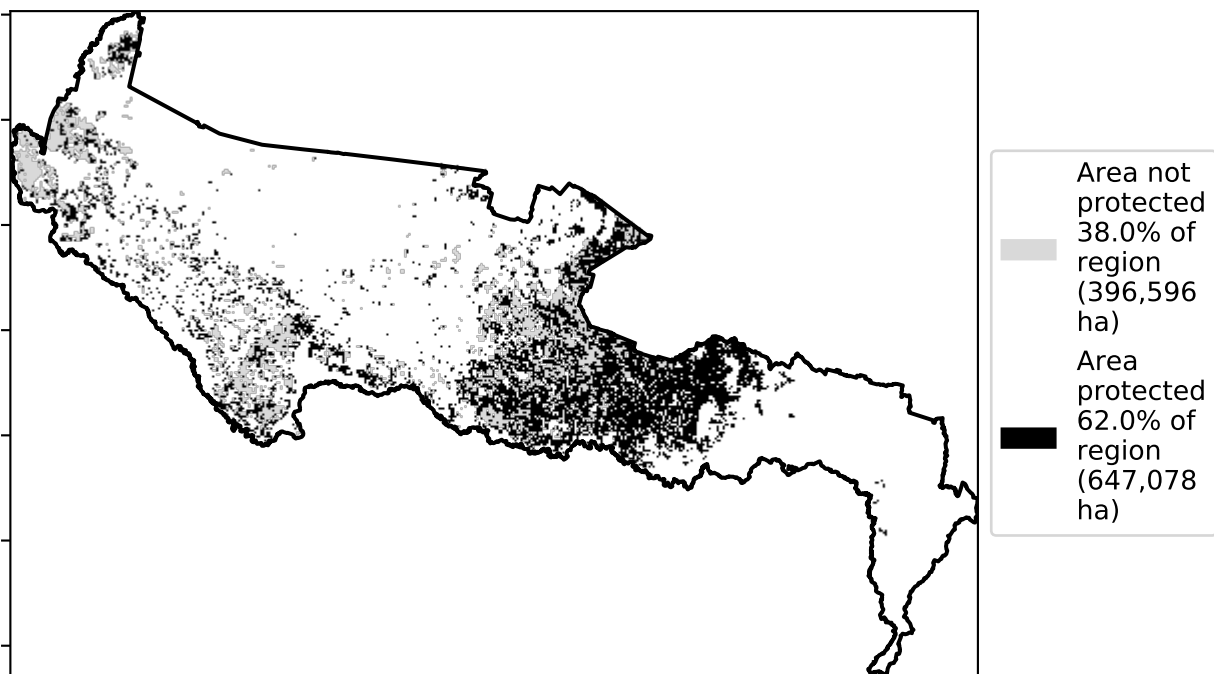 Area not
protected
38.0% of
region
(396,596
ha)
Area
protected
62.0% of
region
(647,078
ha)